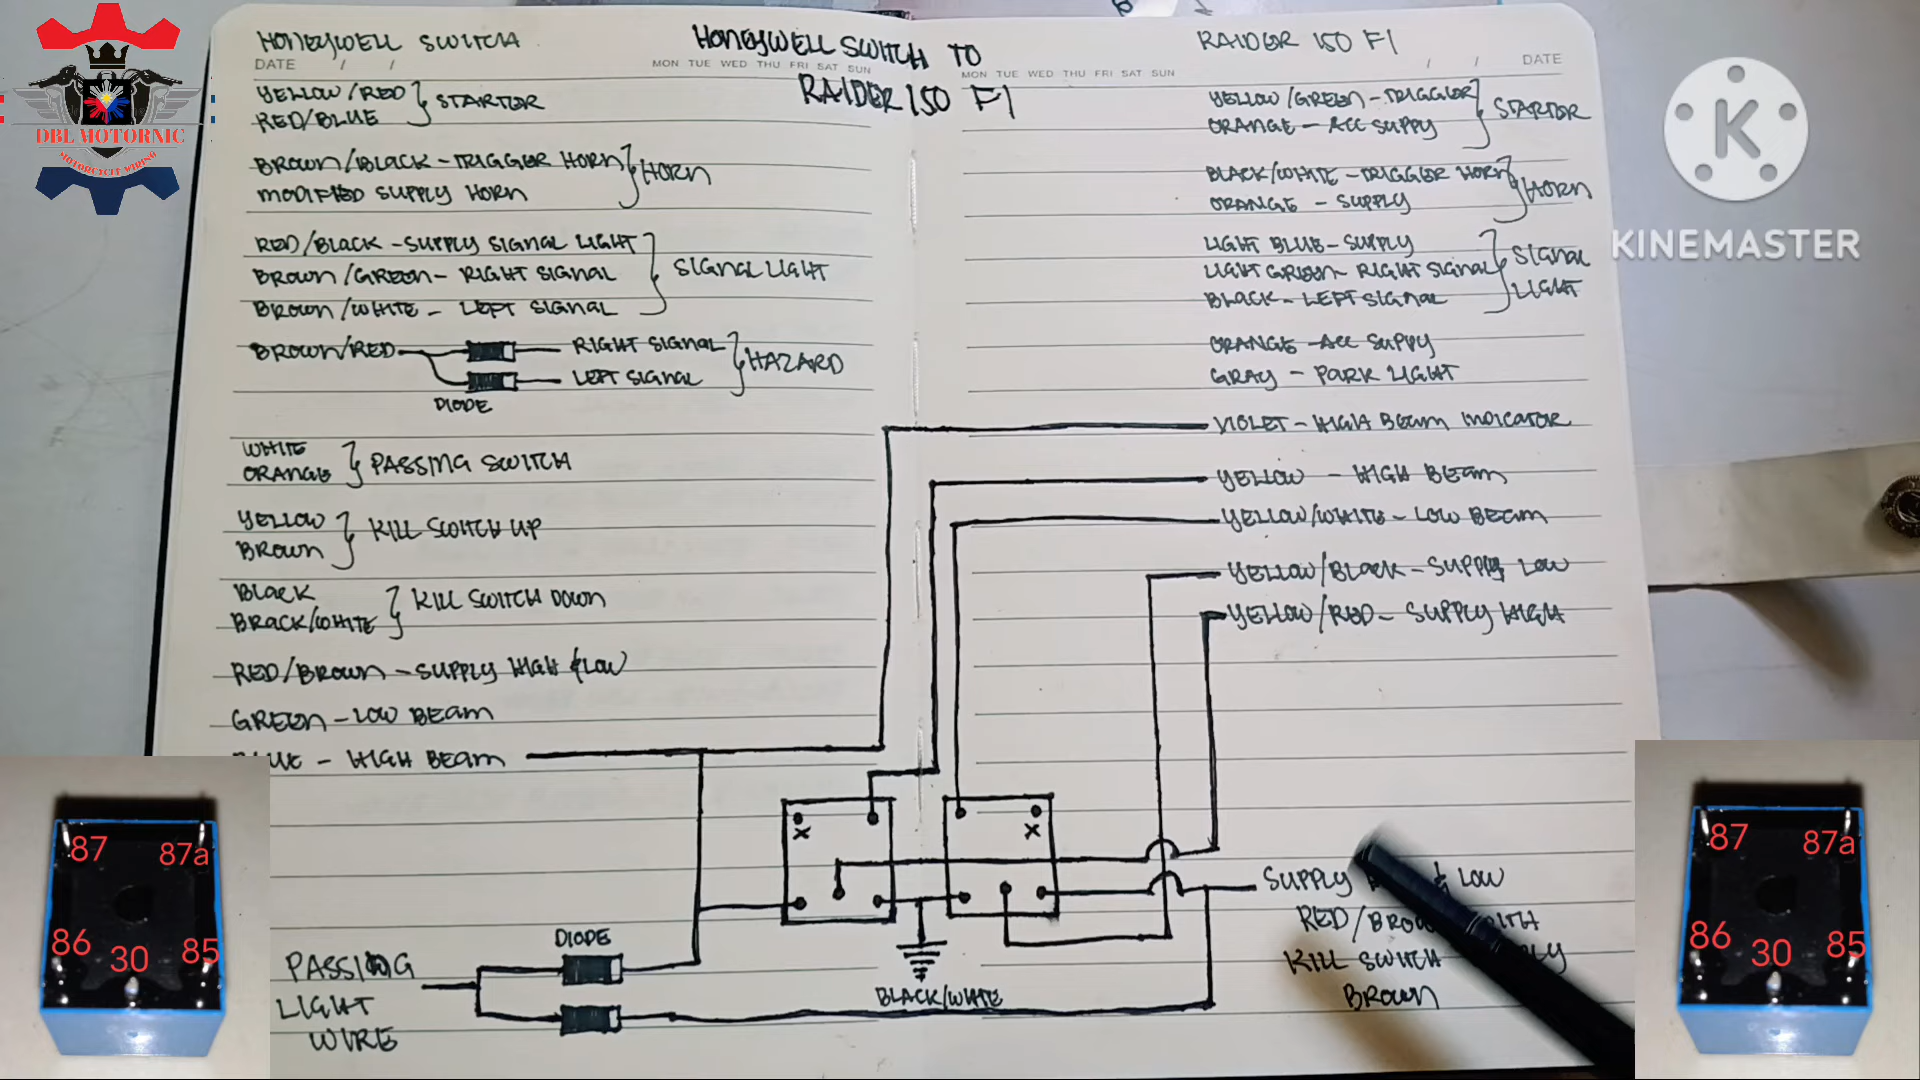 HONEYWELL SWITCH
DATE / /
YELLOW/RED
RED/BLUE
STARTER
BROWN/BLACK - TRIGGER HORN
MODIFIED SUPPLY HORN
HORN
RED/BLACK - SUPPLY SIGNAL LIGHT
BROWN/GREEN - RIGHT SIGNAL
BROWN/WHITE - LEFT SIGNAL
SIGNAL LIGHT
BROWN/RED
RIGHT SIGNAL
LEFT SIGNAL
HAZARD
DIODE
WHITE
ORANGE
PASSING SWITCH
YELLOW
BROWN
KILL SWITCH UP
BLACK
BRACK/WHITE
KILL SWITCH DOWN
RED/BROWN - SUPPLY HIGH & LOW
GREEN - LOW BEAM
BLUE - HIGH BEAM
DIODE
PASSING
LIGHT
WIRE
X
X
BLACK/WHITE
HONEYWELL SWITCH TO
RAIDER 150 FI
MON TUE WED THU FRI SAT SUN
MON TUE WED THU FRI SAT SUN
RAIDER 150 FI
/ / DATE
YELLOW/GREEN - TRIGGER
ORANGE - ACC SUPPLY
STARTER
BLACK/WHITE - TRIGGER HORN
ORANGE - SUPPLY
HORN
LIGHT BLUE - SUPPLY
LIGHT GREEN - RIGHT SIGNAL
BLACK - LEFT SIGNAL
SIGNAL
LIGHT
ORANGE - ACC SUPPLY
GRAY - PARK LIGHT
VIOLET - HIGH BEAM INDICATOR
YELLOW - HIGH BEAM
YELLOW/WHITE - LOW BEAM
YELLOW/BLACK - SUPPLY LOW
YELLOW/RED - SUPPLY HIGH
SUPPLY & LOW
RED/BROWN
KILL SWITCH
BROWN
DBL MOTORNIC
MOTORCYCLE WIRING
K
KINEMASTER
87 87a
86 30 85
87 87a
86 30 85